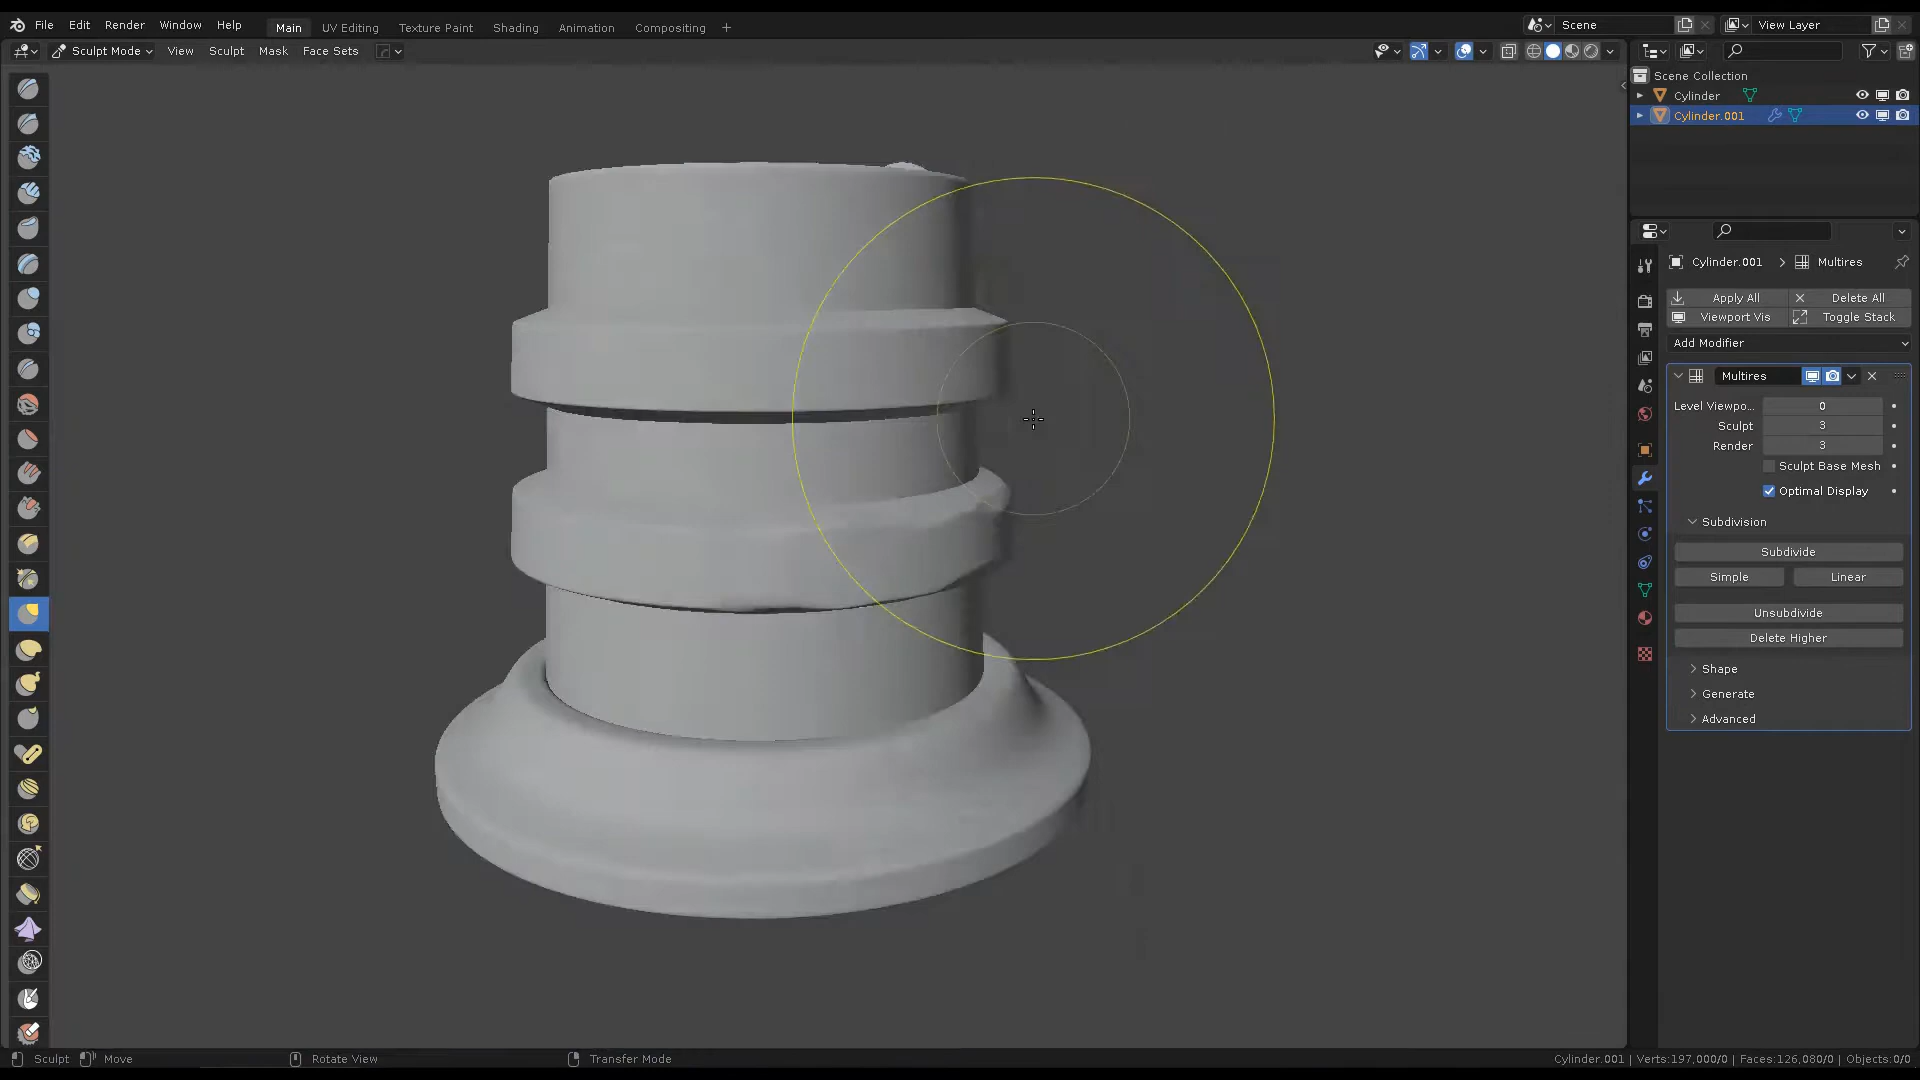 File Edit Render Window Help Main UV Editing Texture Paint Shading Animation Compositing + Scene View Layer
Sculpt Mode View Sculpt Mask Face Sets
Scene Collection
Cylinder
Cylinder.001
Cylinder.001 > Multires
Apply All Delete All
Viewport Vis Toggle Stack
Add Modifier
Multires
Level Viewpo... 0
Sculpt 3
Render 3
Sculpt Base Mesh
Optimal Display
Subdivision
Subdivide
Simple Linear
Unsubdivide
Delete Higher
Shape
Generate
Advanced
Sculpt Move Rotate View Transfer Mode Cylinder.001 | Verts:197,000/0 | Faces:126,080/0 | Objects:0/0